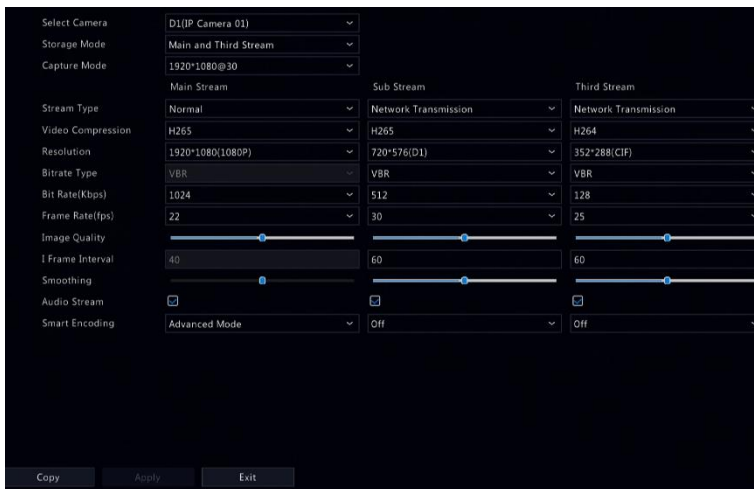 Select Camera D1(IP Camera 01)
Storage Mode Main and Third Stream
Capture Mode 1920*1080@30
Main Stream Sub Stream Third Stream
Stream Type Normal Network Transmission Network Transmission
Video Compression H265 H265 H264
Resolution 1920*1080(1080P) 720*576(D1) 352*288(CIF)
Bitrate Type VBR VBR VBR
Bit Rate(Kbps) 1024 512 128
Frame Rate(fps) 22 30 25
Image Quality
I Frame Interval 40 60 60
Smoothing
Audio Stream
Smart Encoding Advanced Mode Off Off
Copy Apply Exit